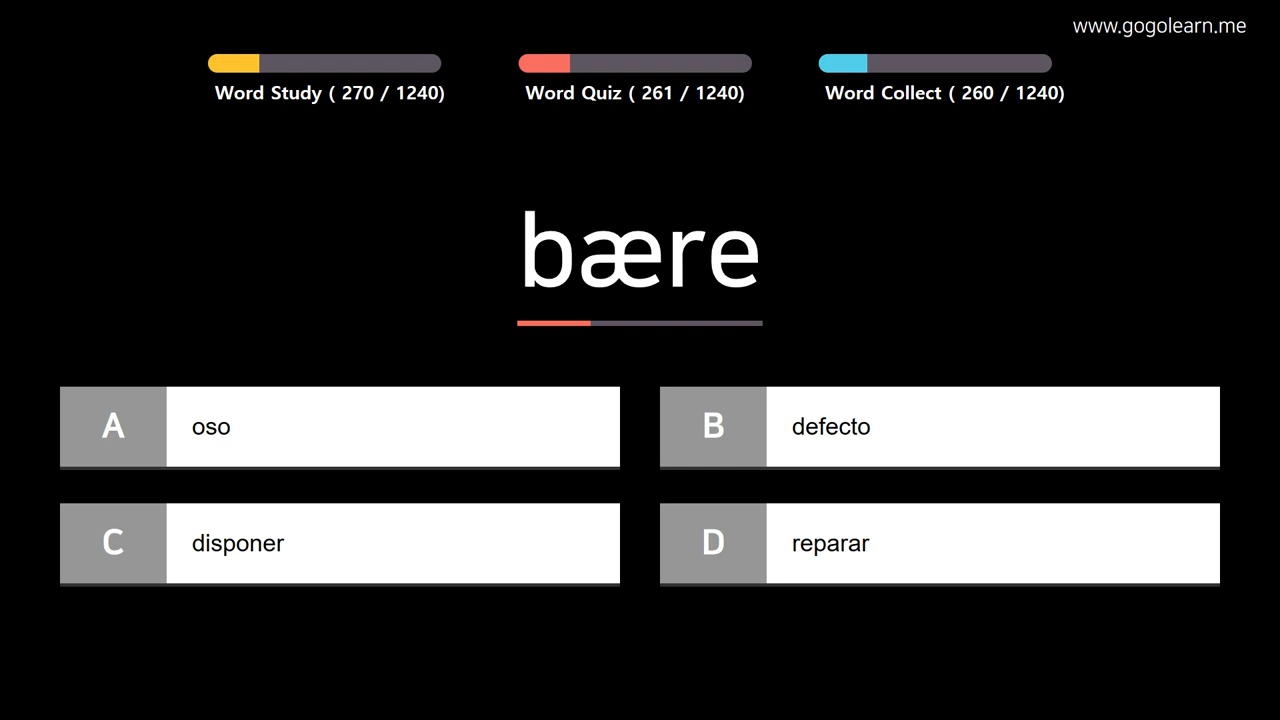 www.gogolearn.me
Word Study ( 270 / 1240)
Word Quiz ( 261 / 1240)
Word Collect ( 260 / 1240)
bære
A oso
B defecto
C disponer
D reparar